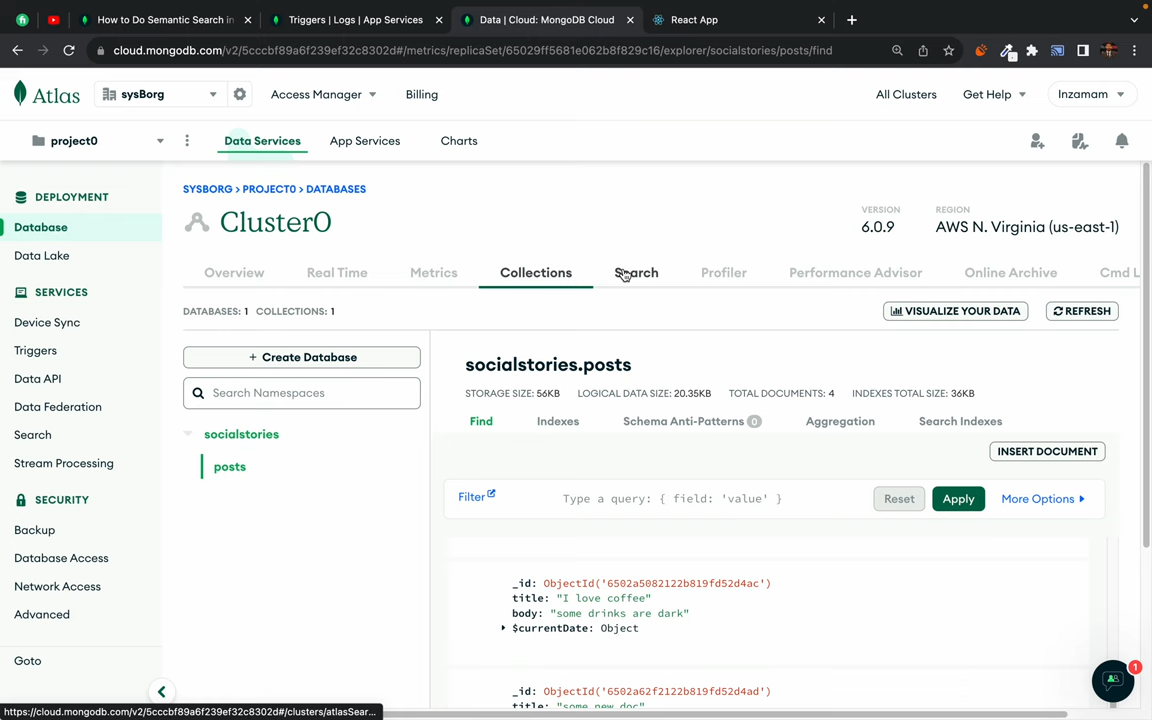 How to Do Semantic Search in
Triggers | Logs | App Services
Data | Cloud: MongoDB Cloud
React App
cloud.mongodb.com/v2/5cccbf89a6f239ef32c8302d#/metrics/replicaSet/65029ff5681e062b8f829c16/explorer/socialstories/posts/find
Atlas
sysBorg
Access Manager
Billing
All Clusters
Get Help
Inzamam
project0
Data Services
App Services
Charts
DEPLOYMENT
Database
Data Lake
SERVICES
Device Sync
Triggers
Data API
Data Federation
Search
Stream Processing
SECURITY
Backup
Database Access
Network Access
Advanced
Goto
SYSBORG > PROJECT0 > DATABASES
Cluster0
VERSION
6.0.9
REGION
AWS N. Virginia (us-east-1)
Overview
Real Time
Metrics
Collections
Search
Profiler
Performance Advisor
Online Archive
Cmd L
DATABASES: 1 COLLECTIONS: 1
VISUALIZE YOUR DATA
REFRESH
+ Create Database
Search Namespaces
socialstories
posts
socialstories.posts
STORAGE SIZE: 56KB
LOGICAL DATA SIZE: 20.35KB
TOTAL DOCUMENTS: 4
INDEXES TOTAL SIZE: 36KB
Find
Indexes
Schema Anti-Patterns 0
Aggregation
Search Indexes
INSERT DOCUMENT
Filter
Type a query: { field: 'value' }
Reset
Apply
More Options
_id: ObjectId('6502a5082122b819fd52d4ac')
title: "I love coffee"
body: "some drinks are dark"
$currentDate: Object
_id: ObjectId('6502a62f2122b819fd52d4ad')
title: "some new doc"
1
https://cloud.mongodb.com/v2/5cccbf89a6f239ef32c8302d#/clusters/atlasSear...